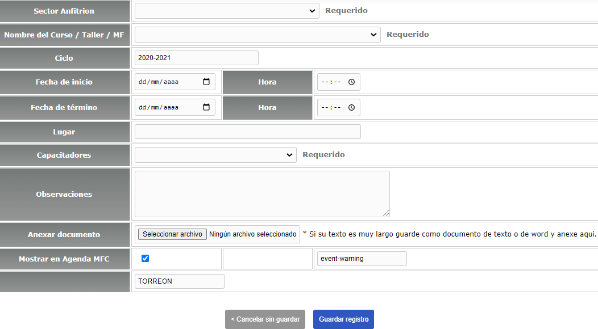 Sector Anfitrion Requerido
Nombre del Curso / Taller / MF Requerido
Ciclo 2020-2021
Fecha de inicio dd/mm/aaaa Hora --:--
Fecha de término dd/mm/aaaa Hora --:--
Lugar
Capacitadores Requerido
Observaciones
Anexar documento Seleccionar archivo Ningún archivo seleccionado * Si su texto es muy largo guarde como documento de texto o de word y anexe aqui.
Mostrar en Agenda MFC event-warning
TORREON
< Cancelar sin guardar Guardar registro